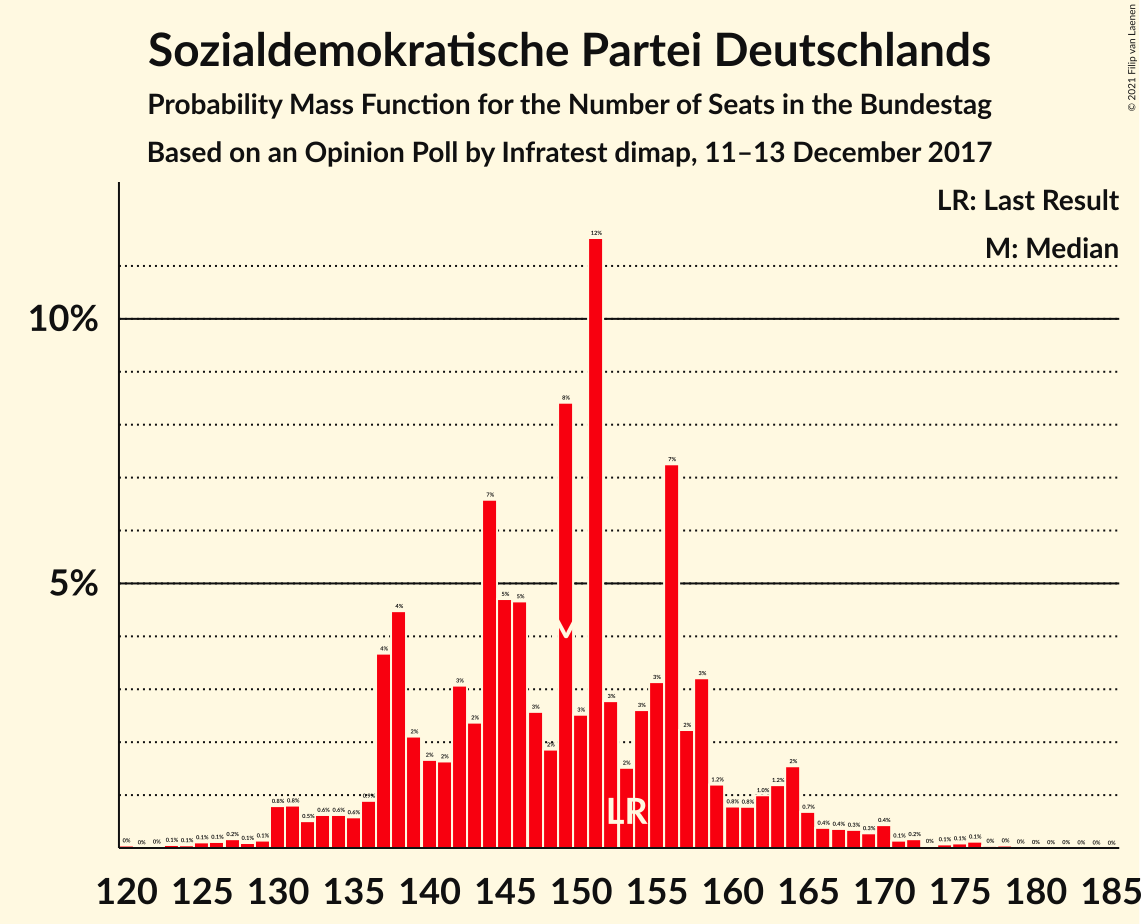 Sozialdemokratische Partei Deutschlands
Probability Mass Function for the Number of Seats in the Bundestag
Based on an Opinion Poll by Infratest dimap, 11–13 December 2017
© 2021 Filip van Laenen
LR: Last Result
M: Median
10%
5%
0% 0% 0% 0.1% 0.1% 0.1% 0.1% 0.2% 0.1% 0.1% 0.8% 0.8% 0.5% 0.6% 0.6% 0.6% 0.9% 4% 4% 2% 2% 2% 3% 2% 7% 5% 5% 3% 2% 8% 3% 12% 3% 2% 3% 3% 7% 2% 3% 1.2% 0.8% 0.8% 1.0% 1.2% 2% 0.7% 0.4% 0.4% 0.3% 0.3% 0.4% 0.1% 0.2% 0% 0.1% 0.1% 0.1% 0% 0% 0% 0% 0% 0% 0% 0% 0%
M
LR
120 125 130 135 140 145 150 155 160 165 170 175 180 185